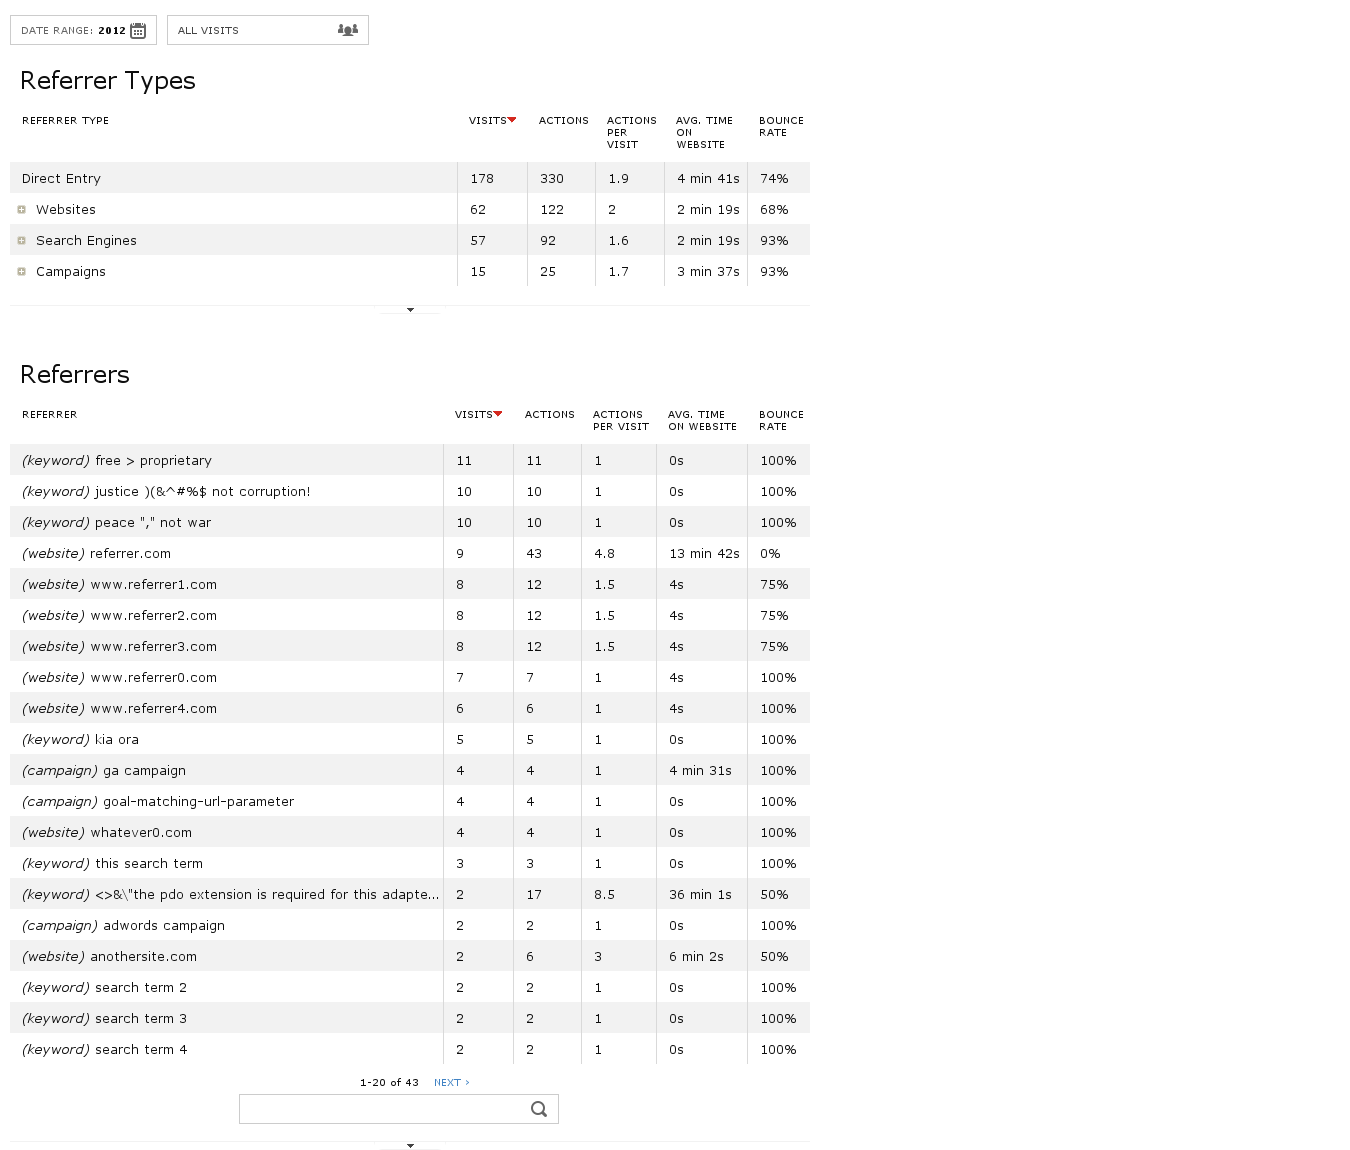 DATE RANGE: 2012 ALL VISITS
Referrer Types
REFERRER TYPE VISITS ACTIONS ACTIONS PER VISIT AVG. TIME ON WEBSITE BOUNCE RATE
Direct Entry 178 330 1.9 4 min 41s 74%
Websites 62 122 2 2 min 19s 68%
Search Engines 57 92 1.6 2 min 19s 93%
Campaigns 15 25 1.7 3 min 37s 93%
Referrers
REFERRER VISITS ACTIONS ACTIONS PER VISIT AVG. TIME ON WEBSITE BOUNCE RATE
(keyword) free > proprietary 11 11 1 0s 100%
(keyword) justice )(&^#%$ not corruption! 10 10 1 0s 100%
(keyword) peace "," not war 10 10 1 0s 100%
(website) referrer.com 9 43 4.8 13 min 42s 0%
(website) www.referrer1.com 8 12 1.5 4s 75%
(website) www.referrer2.com 8 12 1.5 4s 75%
(website) www.referrer3.com 8 12 1.5 4s 75%
(website) www.referrer0.com 7 7 1 4s 100%
(website) www.referrer4.com 6 6 1 4s 100%
(keyword) kia ora 5 5 1 0s 100%
(campaign) ga campaign 4 4 1 4 min 31s 100%
(campaign) goal-matching-url-parameter 4 4 1 0s 100%
(website) whatever0.com 4 4 1 0s 100%
(keyword) this search term 3 3 1 0s 100%
(keyword) <>&\"the pdo extension is required for this adapte... 2 17 8.5 36 min 1s 50%
(campaign) adwords campaign 2 2 1 0s 100%
(website) anothersite.com 2 6 3 6 min 2s 50%
(keyword) search term 2 2 2 1 0s 100%
(keyword) search term 3 2 2 1 0s 100%
(keyword) search term 4 2 2 1 0s 100%
1-20 of 43 NEXT ›